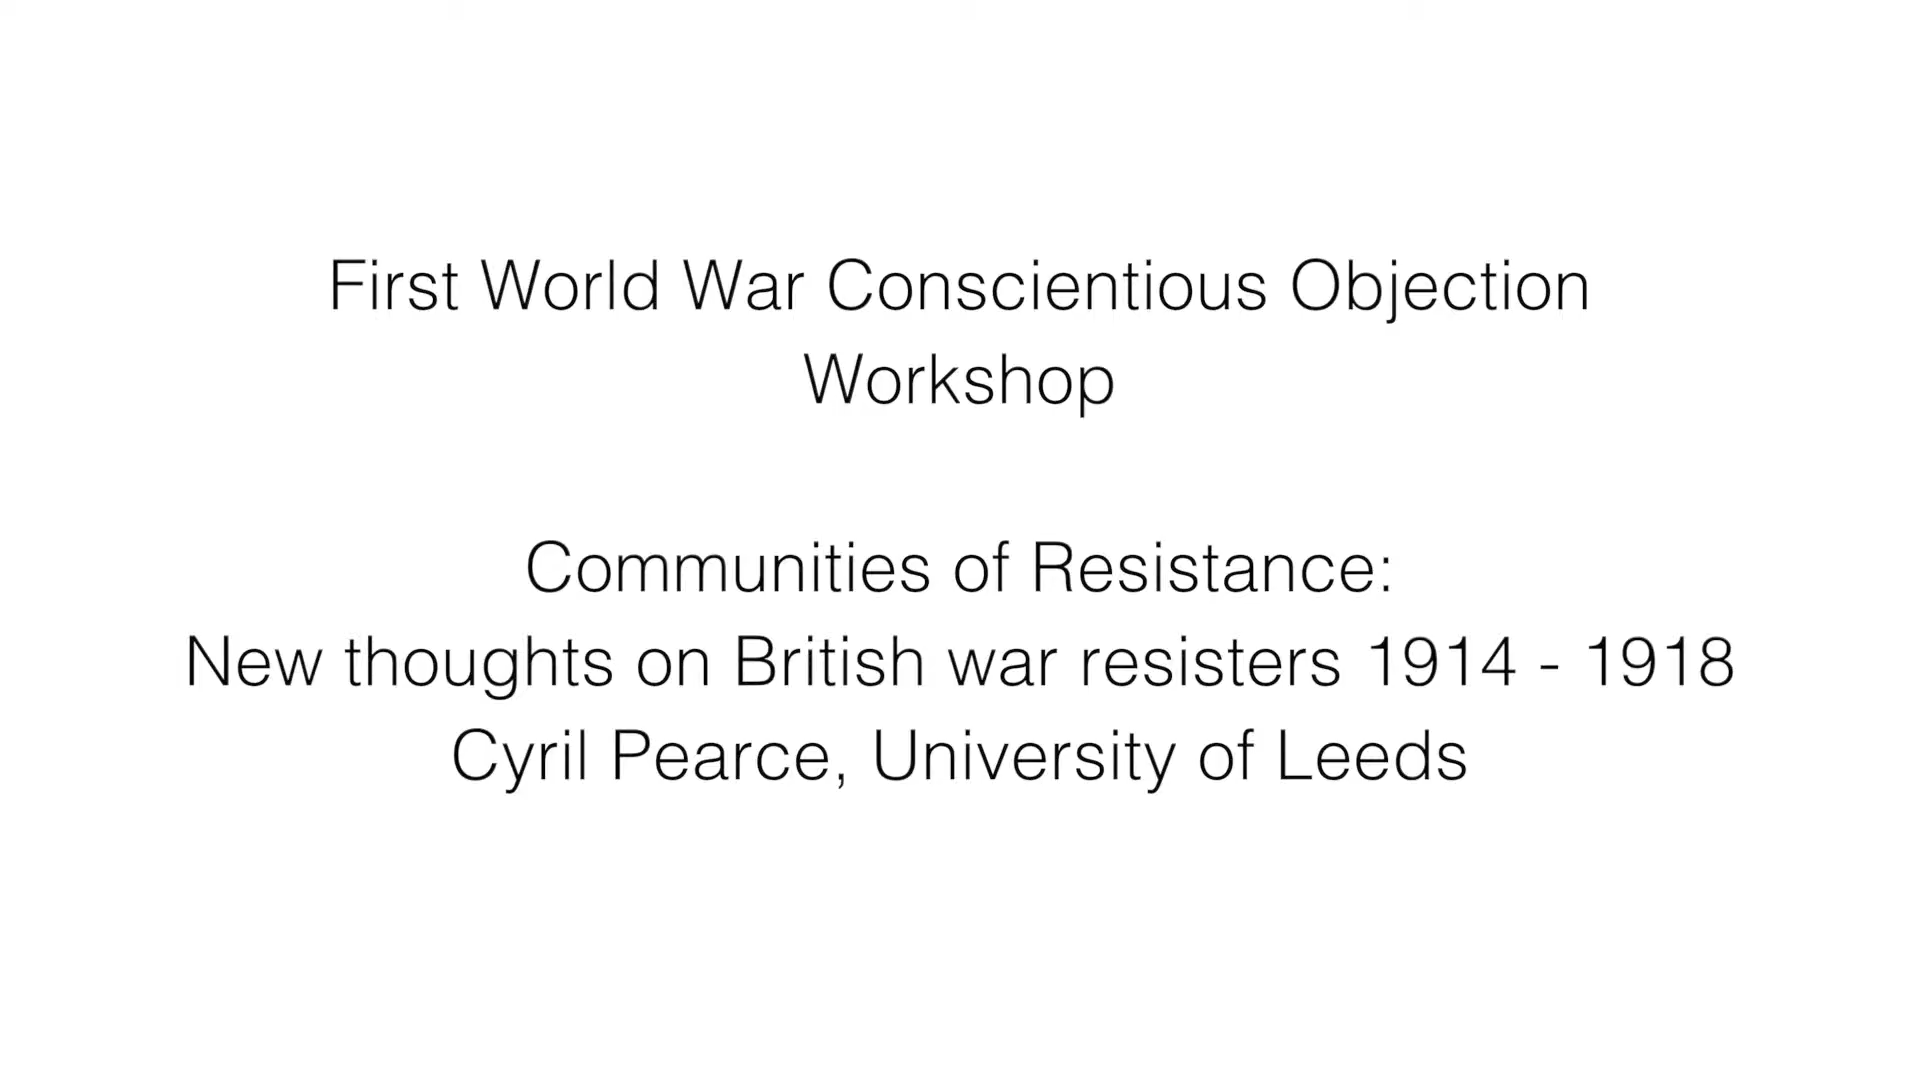 First World War Conscientious Objection
Workshop
Communities of Resistance:
New thoughts on British war resisters 1914 - 1918
Cyril Pearce, University of Leeds